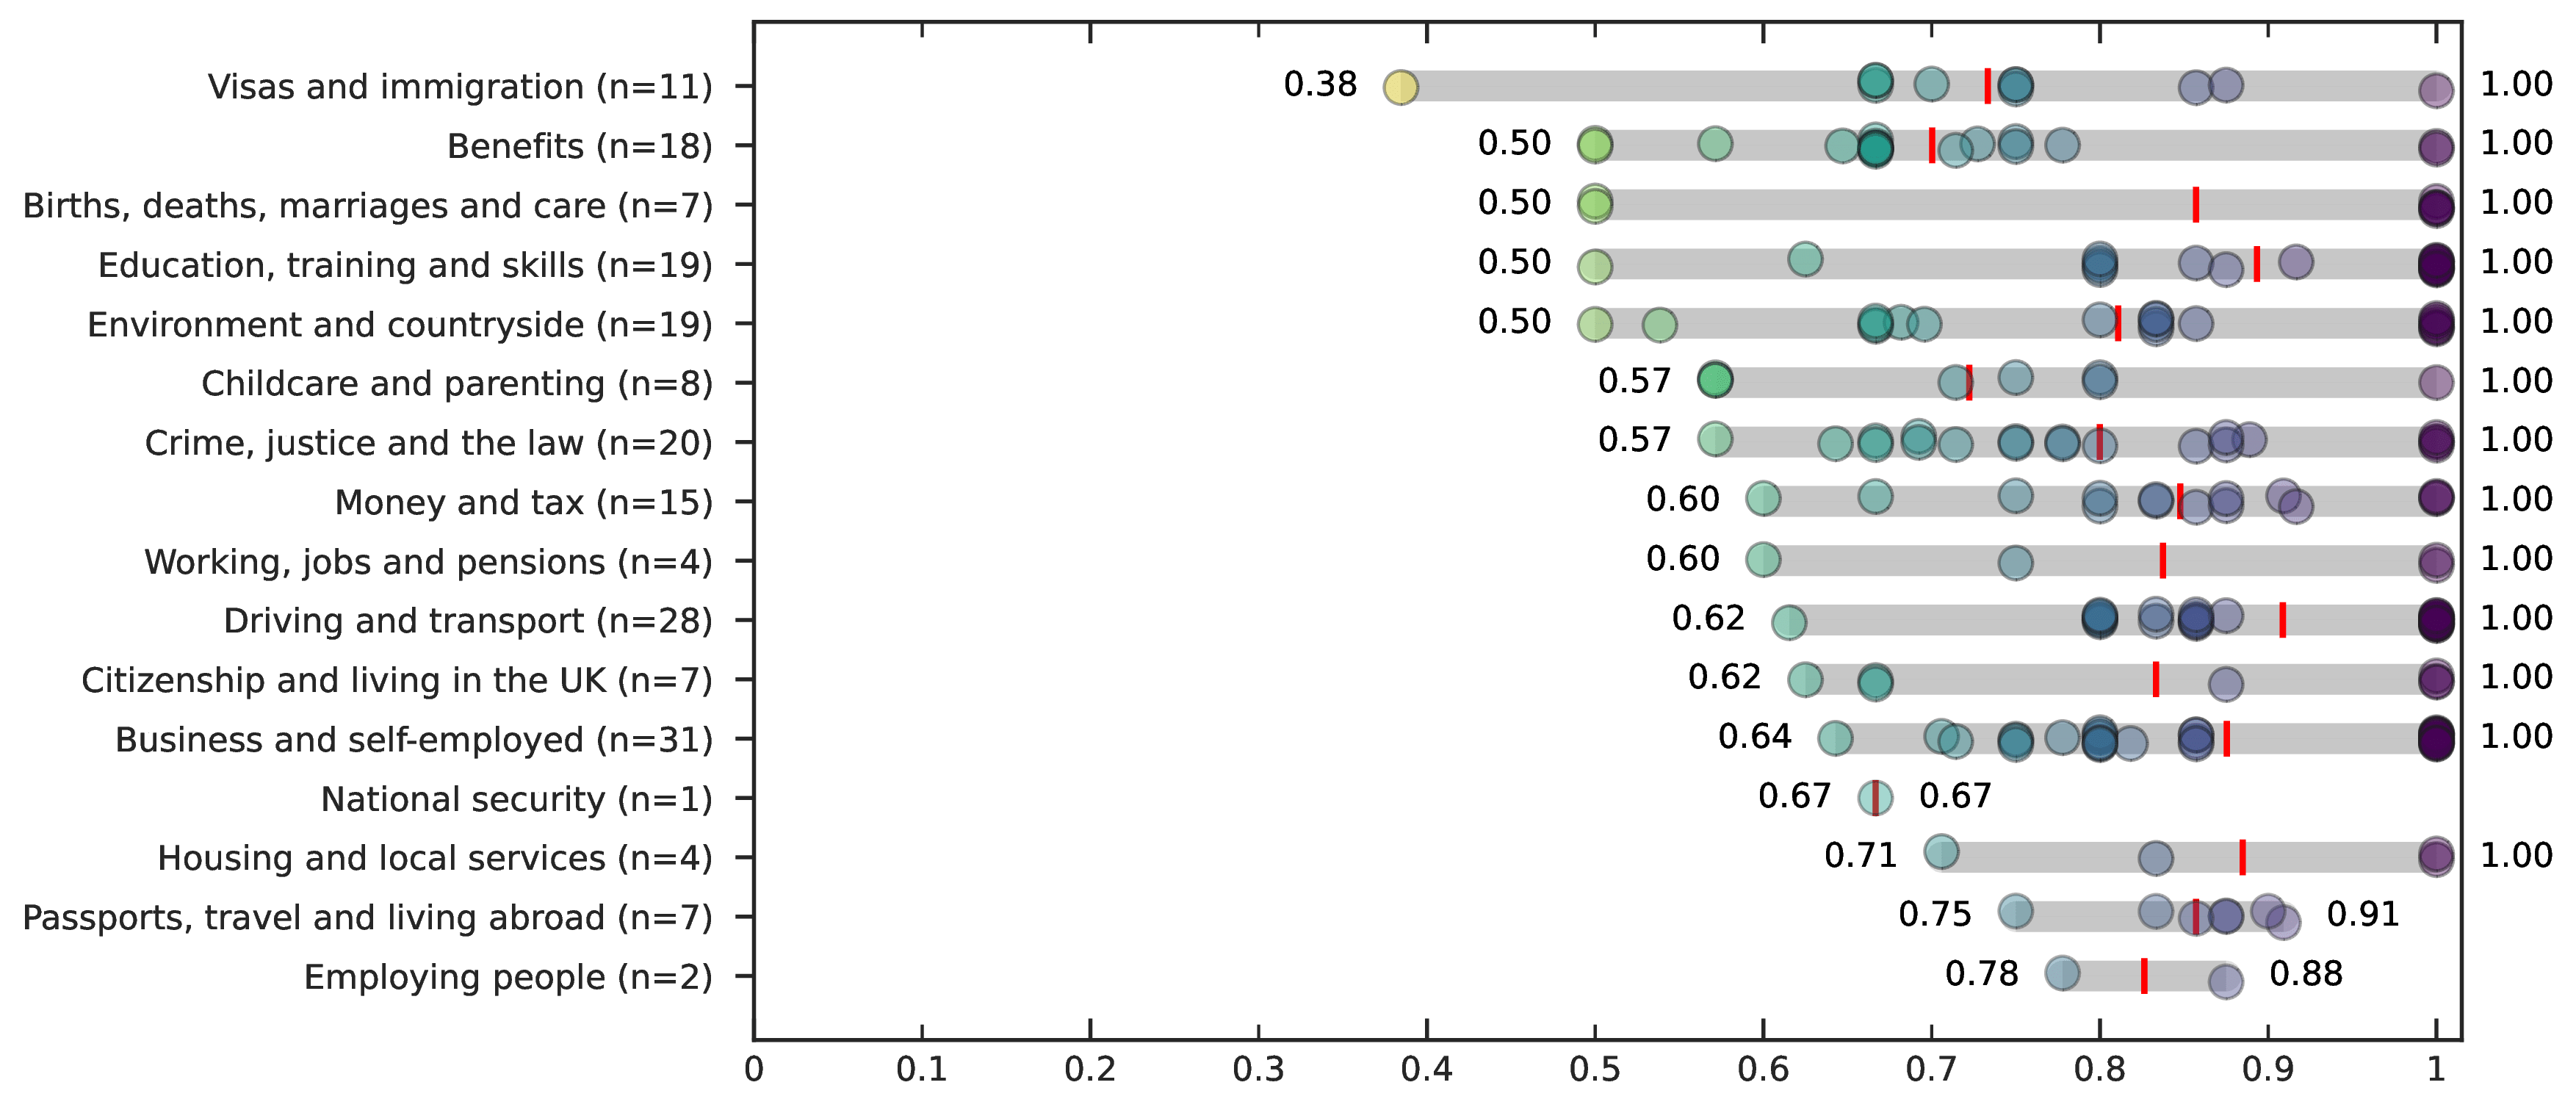 Visas and immigration (n=11) 0.38 1.00
Benefits (n=18) 0.50 1.00
Births, deaths, marriages and care (n=7) 0.50 1.00
Education, training and skills (n=19) 0.50 1.00
Environment and countryside (n=19) 0.50 1.00
Childcare and parenting (n=8) 0.57 1.00
Crime, justice and the law (n=20) 0.57 1.00
Money and tax (n=15) 0.60 1.00
Working, jobs and pensions (n=4) 0.60 1.00
Driving and transport (n=28) 0.62 1.00
Citizenship and living in the UK (n=7) 0.62 1.00
Business and self-employed (n=31) 0.64 1.00
National security (n=1) 0.67 0.67
Housing and local services (n=4) 0.71 1.00
Passports, travel and living abroad (n=7) 0.75 0.91
Employing people (n=2) 0.78 0.88
0 0.1 0.2 0.3 0.4 0.5 0.6 0.7 0.8 0.9 1